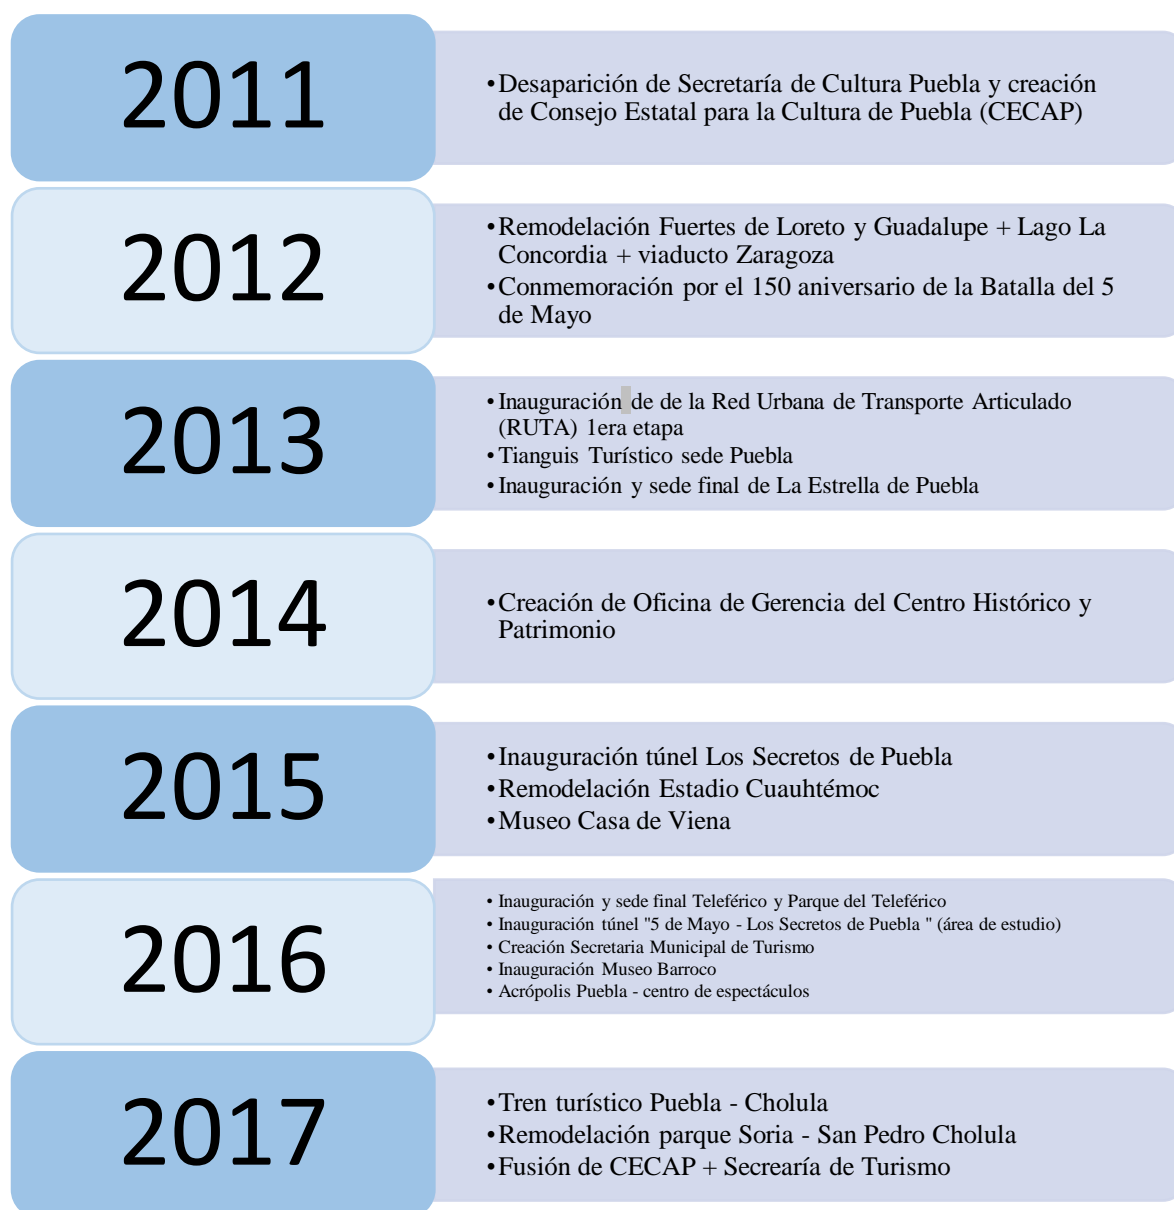 2011
•Desaparición de Secretaría de Cultura Puebla y creación
de Consejo Estatal para la Cultura de Puebla (CECAP)
2012
•Remodelación Fuertes de Loreto y Guadalupe + Lago La
Concordia + viaducto Zaragoza
•Conmemoración por el 150 aniversario de la Batalla del 5
de Mayo
2013
•Inauguración de de la Red Urbana de Transporte Articulado
(RUTA) 1era etapa
•Tianguis Turístico sede Puebla
•Inauguración y sede final de La Estrella de Puebla
2014
•Creación de Oficina de Gerencia del Centro Histórico y
Patrimonio
2015
•Inauguración túnel Los Secretos de Puebla
•Remodelación Estadio Cuauhtémoc
•Museo Casa de Viena
2016
• Inauguración y sede final Teleférico y Parque del Teleférico
• Inauguración túnel "5 de Mayo - Los Secretos de Puebla " (área de estudio)
• Creación Secretaria Municipal de Turismo
• Inauguración Museo Barroco
• Acrópolis Puebla - centro de espectáculos
2017
•Tren turístico Puebla - Cholula
•Remodelación parque Soria - San Pedro Cholula
•Fusión de CECAP + Secrearía de Turismo